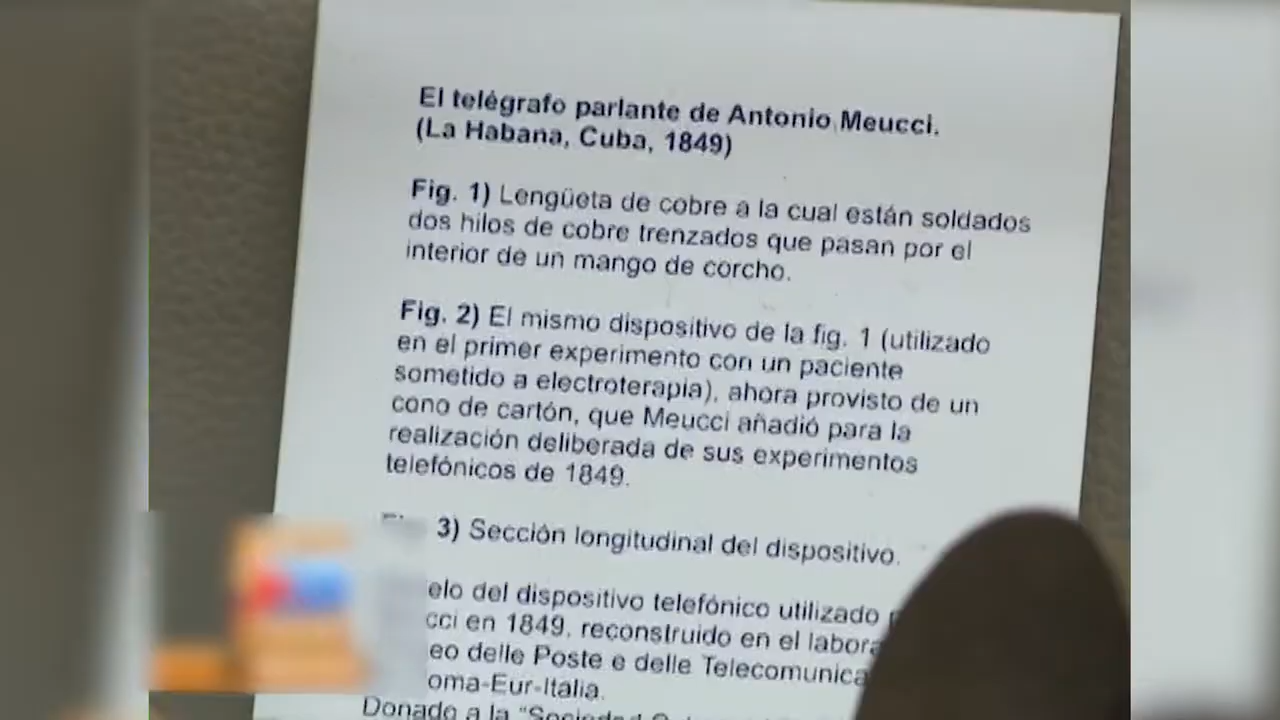 El telégrafo parlante de Antonio Meucci.
(La Habana, Cuba, 1849)
Fig. 1) Lengüeta de cobre a la cual están soldados
dos hilos de cobre trenzados que pasan por el
interior de un mango de corcho.
Fig. 2) El mismo dispositivo de la fig. 1 (utilizado
en el primer experimento con un paciente
sometido a electroterapia), ahora provisto de un
cono de cartón, que Meucci añadió para la
realización deliberada de sus experimentos
telefónicos de 1849.
3) Sección longitudinal del dispositivo.
elo del dispositivo telefónico utilizado
cci en 1849, reconstruido en el labora
eo delle Poste e delle Telecomunica
oma-Eur-Italia.
Donado a la "Sociedad